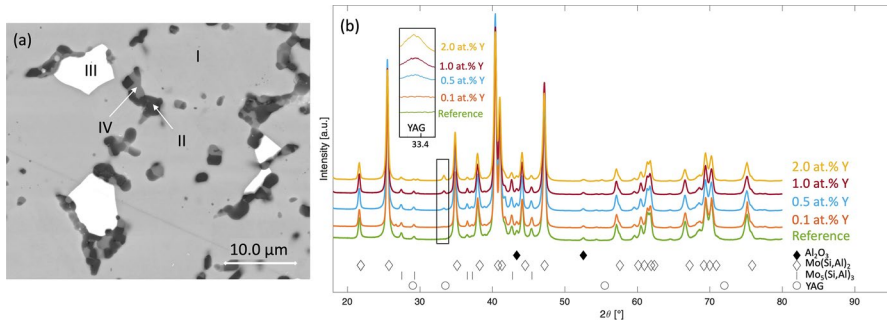 (a)
I
III
IV
II
10.0 μm
(b)
Intensity [a.u.]
2.0 at.% Y
1.0 at.% Y
0.5 at.% Y
0.1 at.% Y
Reference
YAG
33.4
2.0 at.% Y
1.0 at.% Y
0.5 at.% Y
0.1 at.% Y
Reference
Al₂O₃
Mo(Si,Al)₂
Mo₅(Si,Al)₃
YAG
20 30 40 50 60 70 80 90
2θ [°]